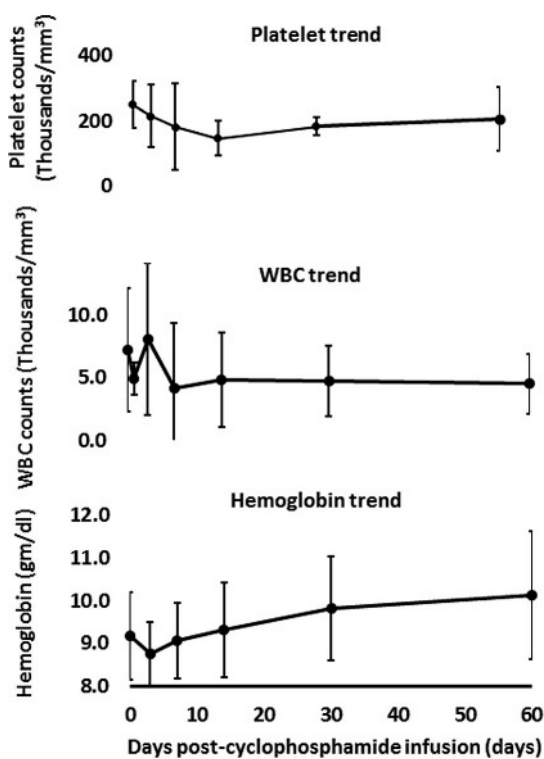 Platelet trend
Platelet counts
(Thousands/mm³)
400
200
0
WBC trend
WBC counts (Thousands/mm³)
10.0
5.0
0.0
Hemoglobin trend
Hemoglobin (gm/dl)
12.0
11.0
10.0
9.0
8.0
0 10 20 30 40 50 60
Days post-cyclophosphamide infusion (days)